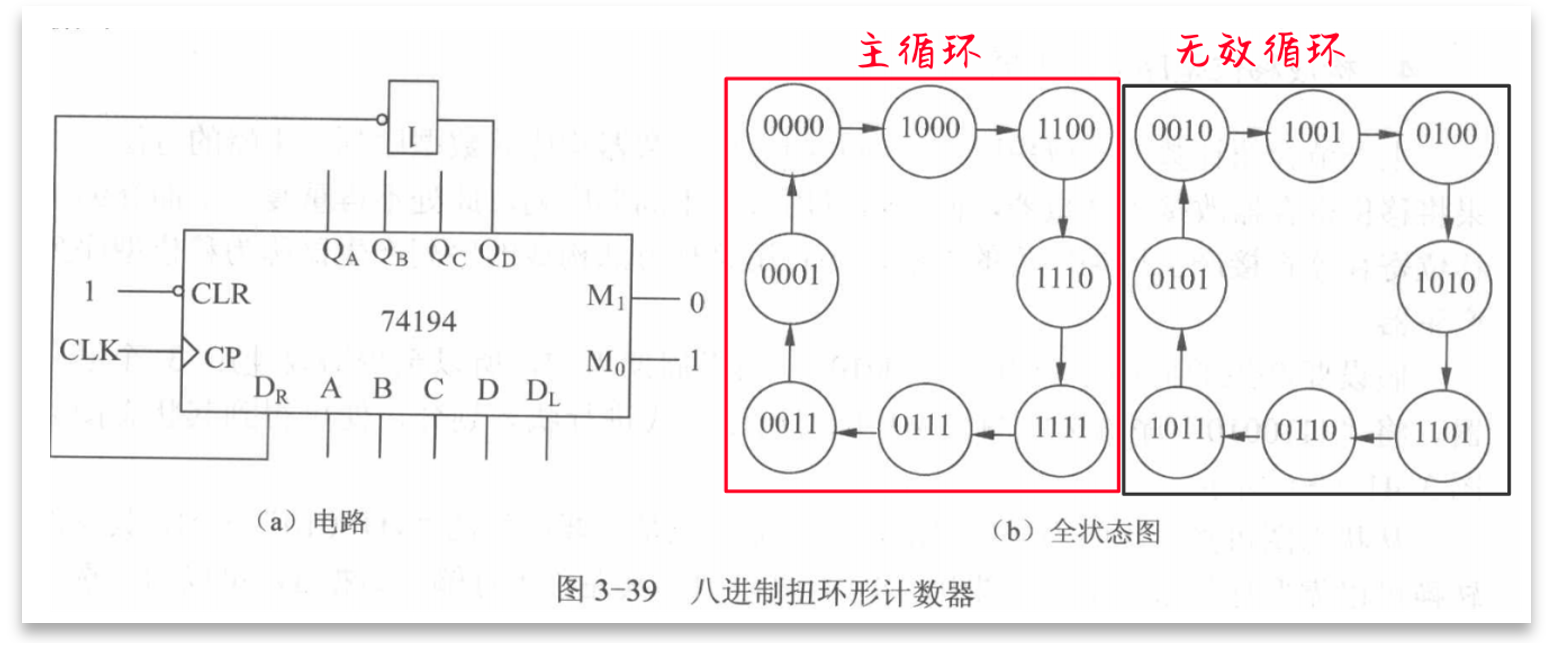 主循环
无效循环
I
Q_A Q_B Q_C Q_D
1 CLR
M₁ 0
74194
CLK CP
M₀ 1
D_R A B C D D_L
(a) 电路
0000 1000 1100
0001 1110
0011 0111 1111
0010 1001 0100
0101 1010
1011 0110 1101
(b) 全状态图
图 3-39 八进制扭环形计数器